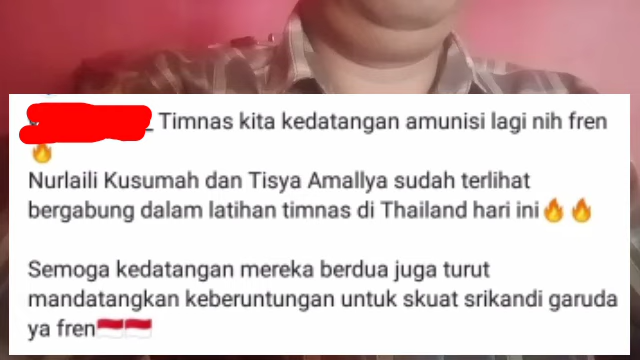 _ Timnas kita kedatangan amunisi lagi nih fren
🔥
Nurlaili Kusumah dan Tisya Amallya sudah terlihat
bergabung dalam latihan timnas di Thailand hari ini🔥🔥
Semoga kedatangan mereka berdua juga turut
mandatangkan keberuntungan untuk skuat srikandi garuda
ya fren🇮🇩🇮🇩